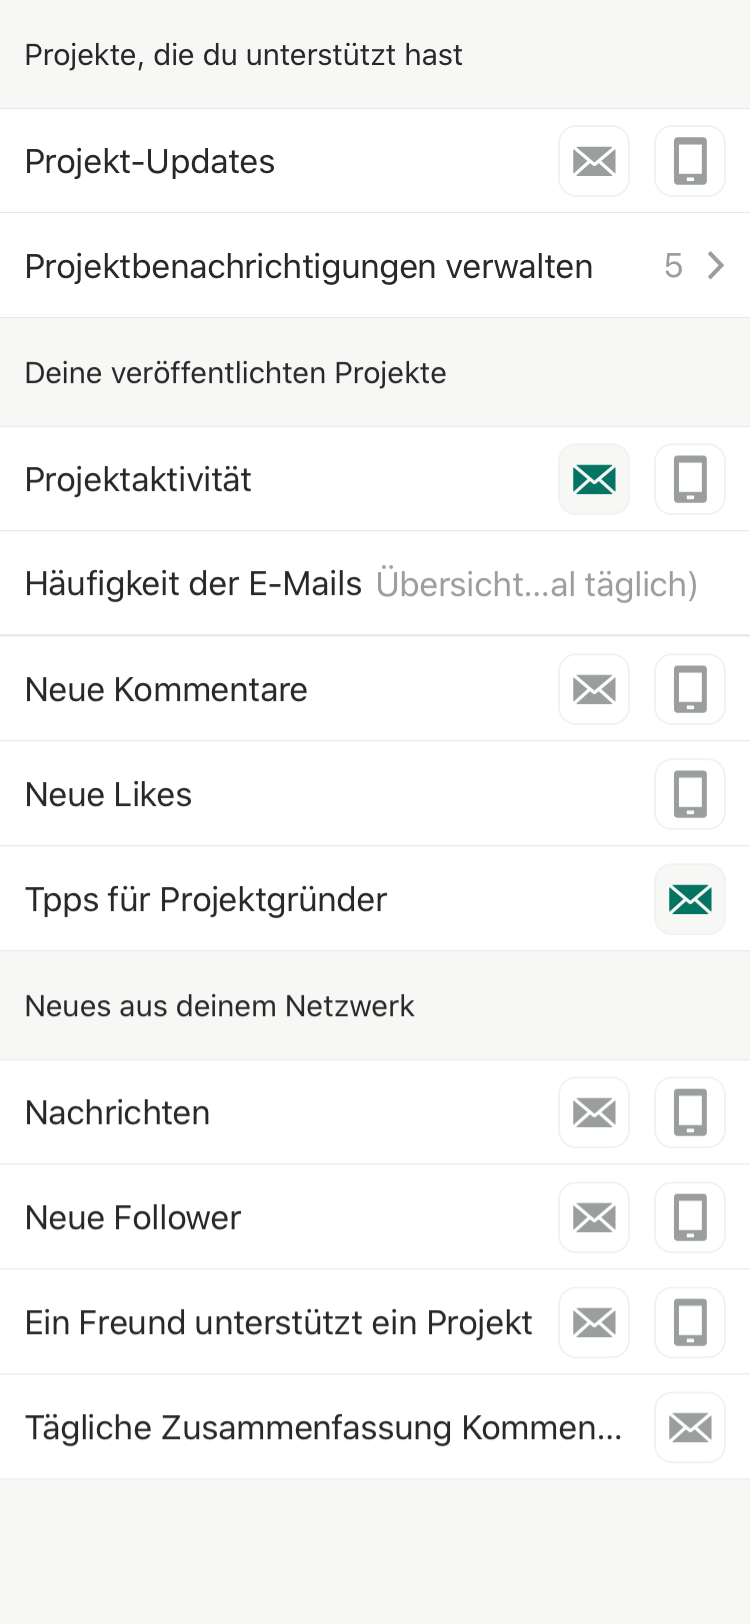 Projekte, die du unterstützt hast
Projekt-Updates
Projektbenachrichtigungen verwalten 5
Deine veröffentlichten Projekte
Projektaktivität
Häufigkeit der E-Mails Übersicht...al täglich)
Neue Kommentare
Neue Likes
Tpps für Projektgründer
Neues aus deinem Netzwerk
Nachrichten
Neue Follower
Ein Freund unterstützt ein Projekt
Tägliche Zusammenfassung Kommen...